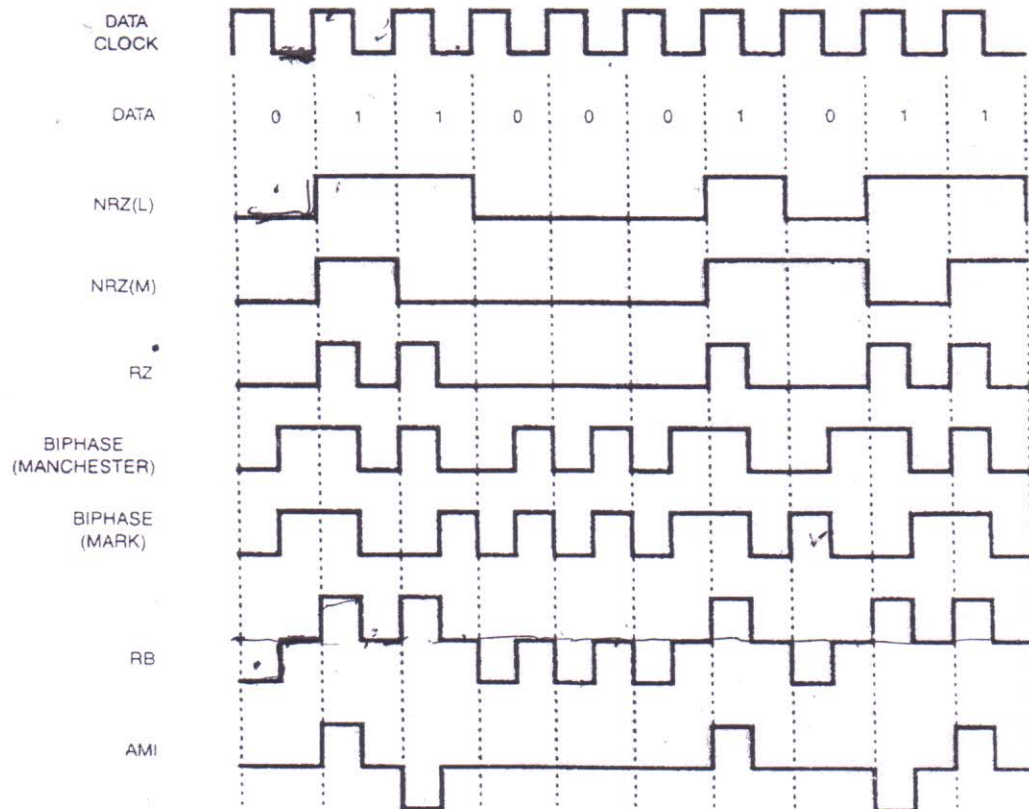 DATA
CLOCK
DATA 0 1 1 0 0 0 1 0 1 1
NRZ(L)
NRZ(M)
RZ
BIPHASE
(MANCHESTER)
BIPHASE
(MARK)
RB
AMI